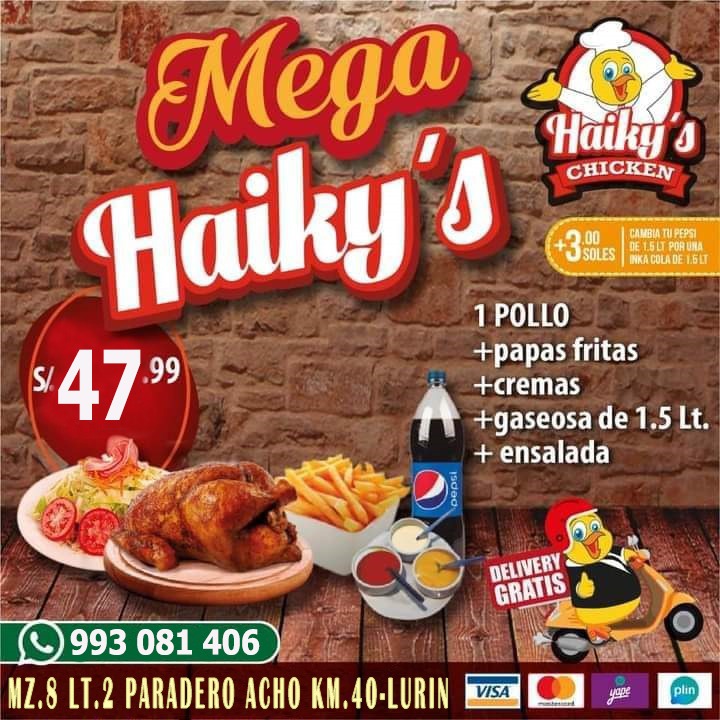 Mega
Haiky's
Haiky's
CHICKEN
+3.00 SOLES
CAMBIA TU PEPSI
DE 1.5 LT POR UNA
INKA COLA DE 1.5 LT
S/. 47.99
1 POLLO
+papas fritas
+cremas
+gaseosa de 1.5 Lt.
+ ensalada
pepsi
DELIVERY
GRATIS
993 081 406
MZ.8 LT.2 PARADERO ACHO KM.40-LURIN
VISA
mastercard
yape
plin